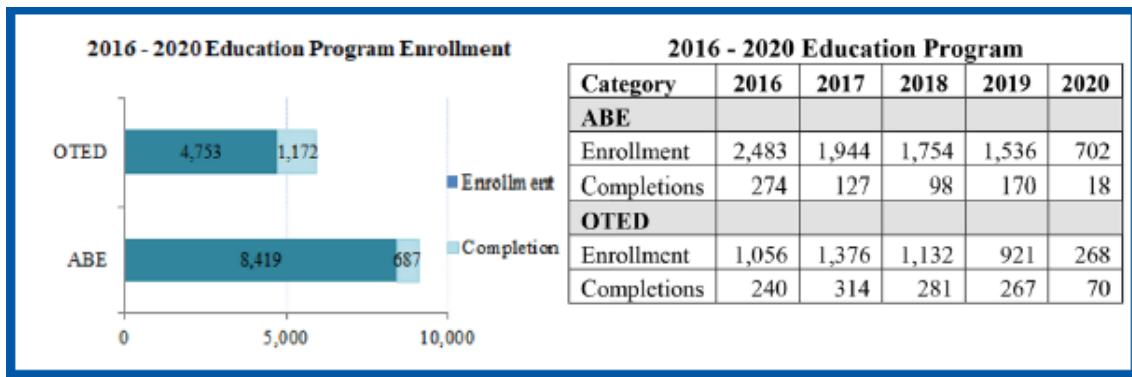 2016 - 2020 Education Program Enrollment
OTED
4,753
1,172
ABE
8,419
687
0
5,000
10,000
Enrollment
Completion
2016 - 2020 Education Program
Category 2016 2017 2018 2019 2020
ABE
Enrollment 2,483 1,944 1,754 1,536 702
Completions 274 127 98 170 18
OTED
Enrollment 1,056 1,376 1,132 921 268
Completions 240 314 281 267 70